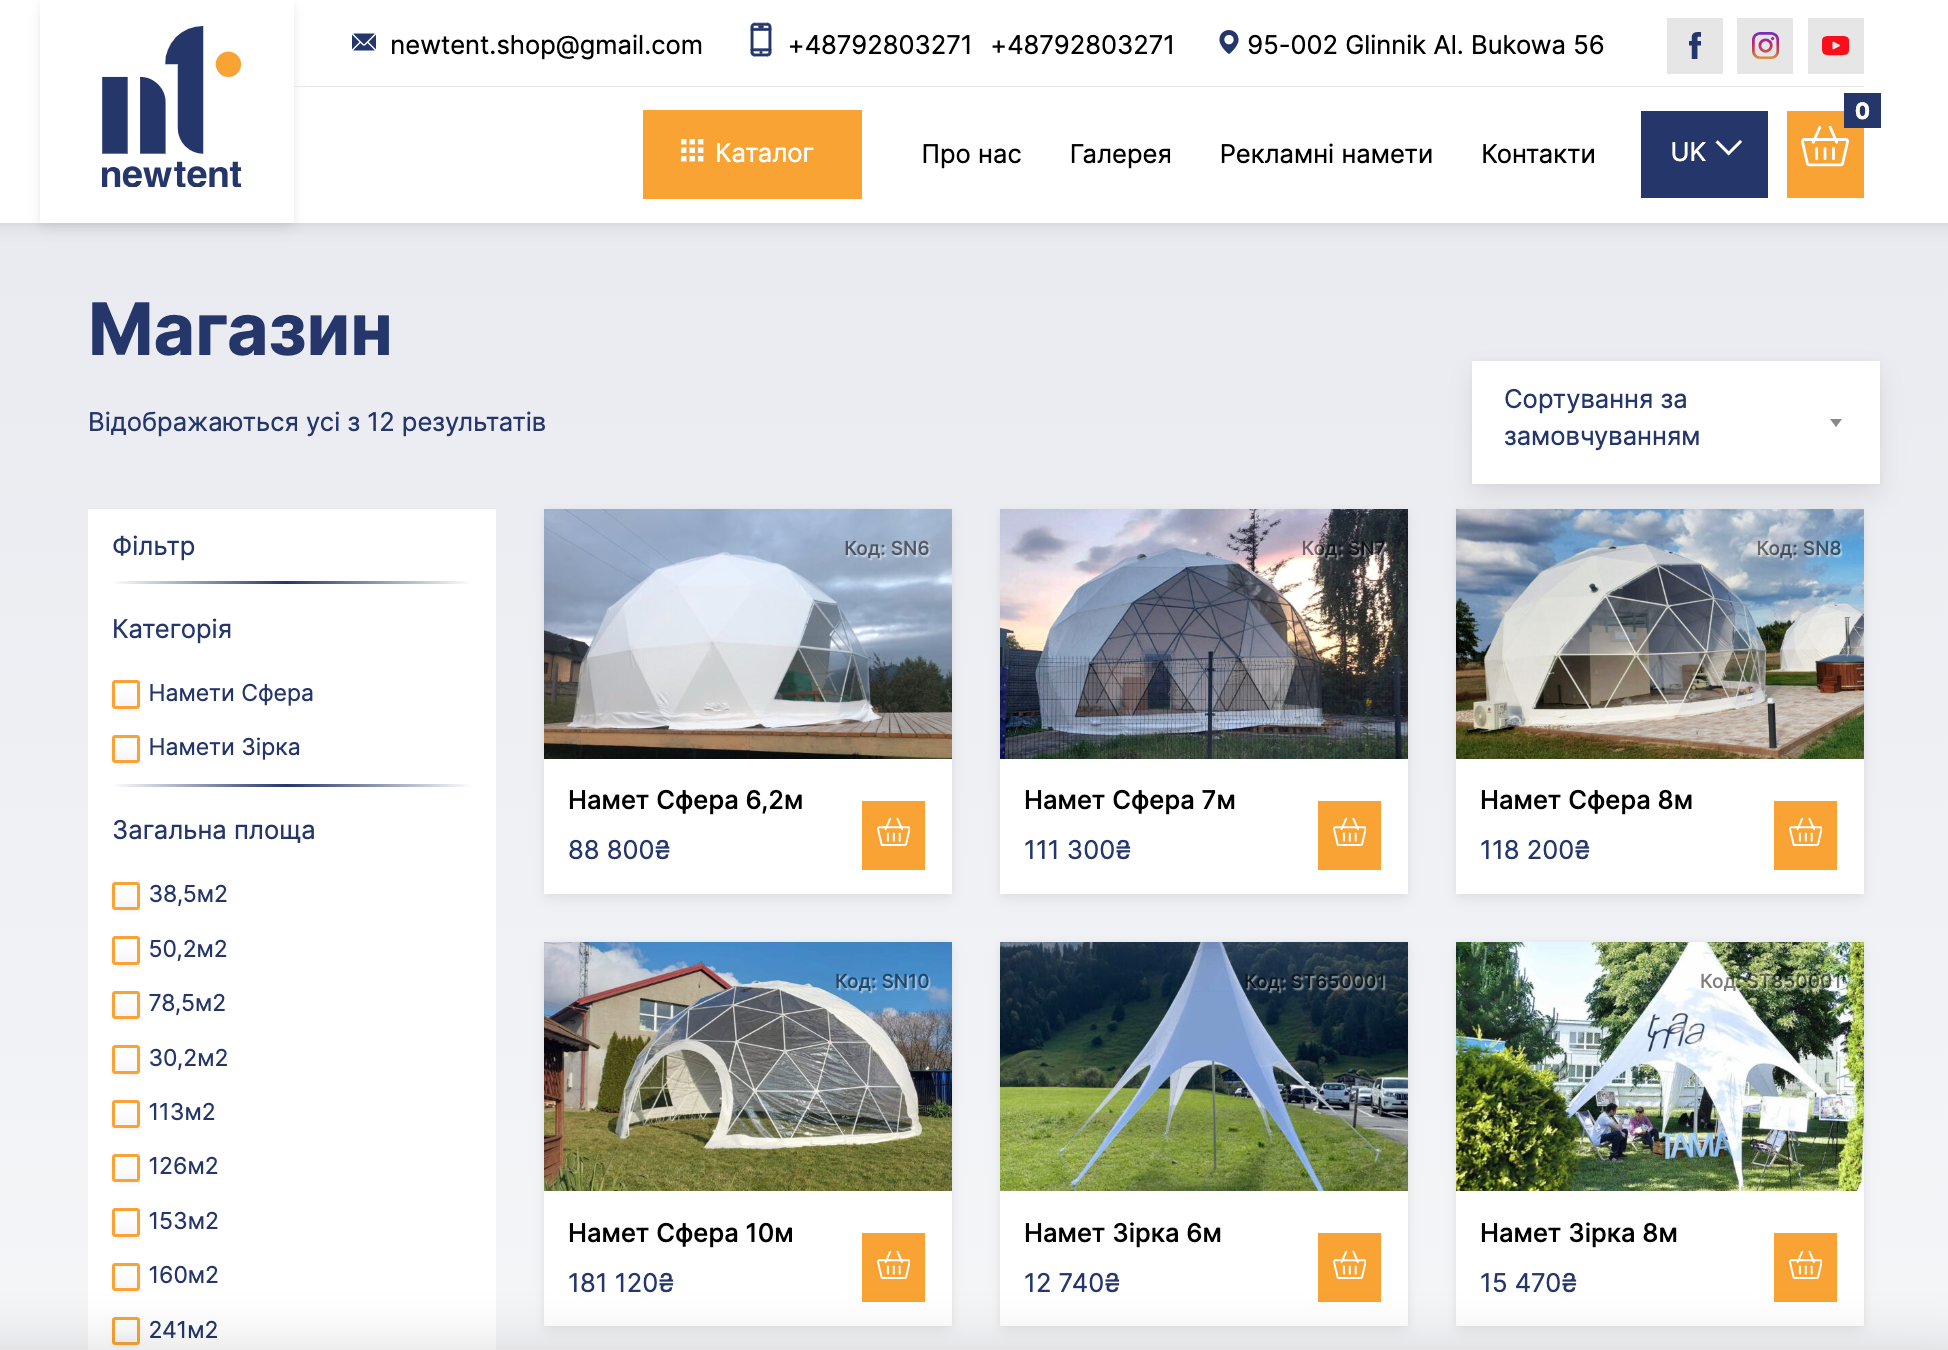 newtent
newtent.shop@gmail.com
+48792803271 +48792803271
95-002 Glinnik Al. Bukowa 56
Каталог
Про нас
Галерея
Рекламні намети
Контакти
UK
0
Магазин
Відображаються усі з 12 результатів
Сортування за
замовчуванням
Фільтр
Категорія
Намети Сфера
Намети Зірка
Загальна площа
38,5м2
50,2м2
78,5м2
30,2м2
113м2
126м2
153м2
160м2
241м2
Код: SN6
Намет Сфера 6,2м
88 800₴
Код: SN7
Намет Сфера 7м
111 300₴
Код: SN8
Намет Сфера 8м
118 200₴
Код: SN10
Намет Сфера 10м
181 120₴
Код: ST650001
Намет Зірка 6м
12 740₴
Код: ST850001
TAMA
Намет Зірка 8м
15 470₴